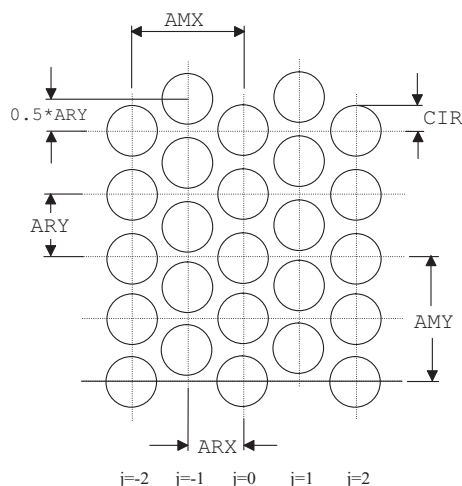 AMX
0.5*ARY
CIR
ARY
AMY
ARX
j=-2 j=-1 j=0 j=1 j=2